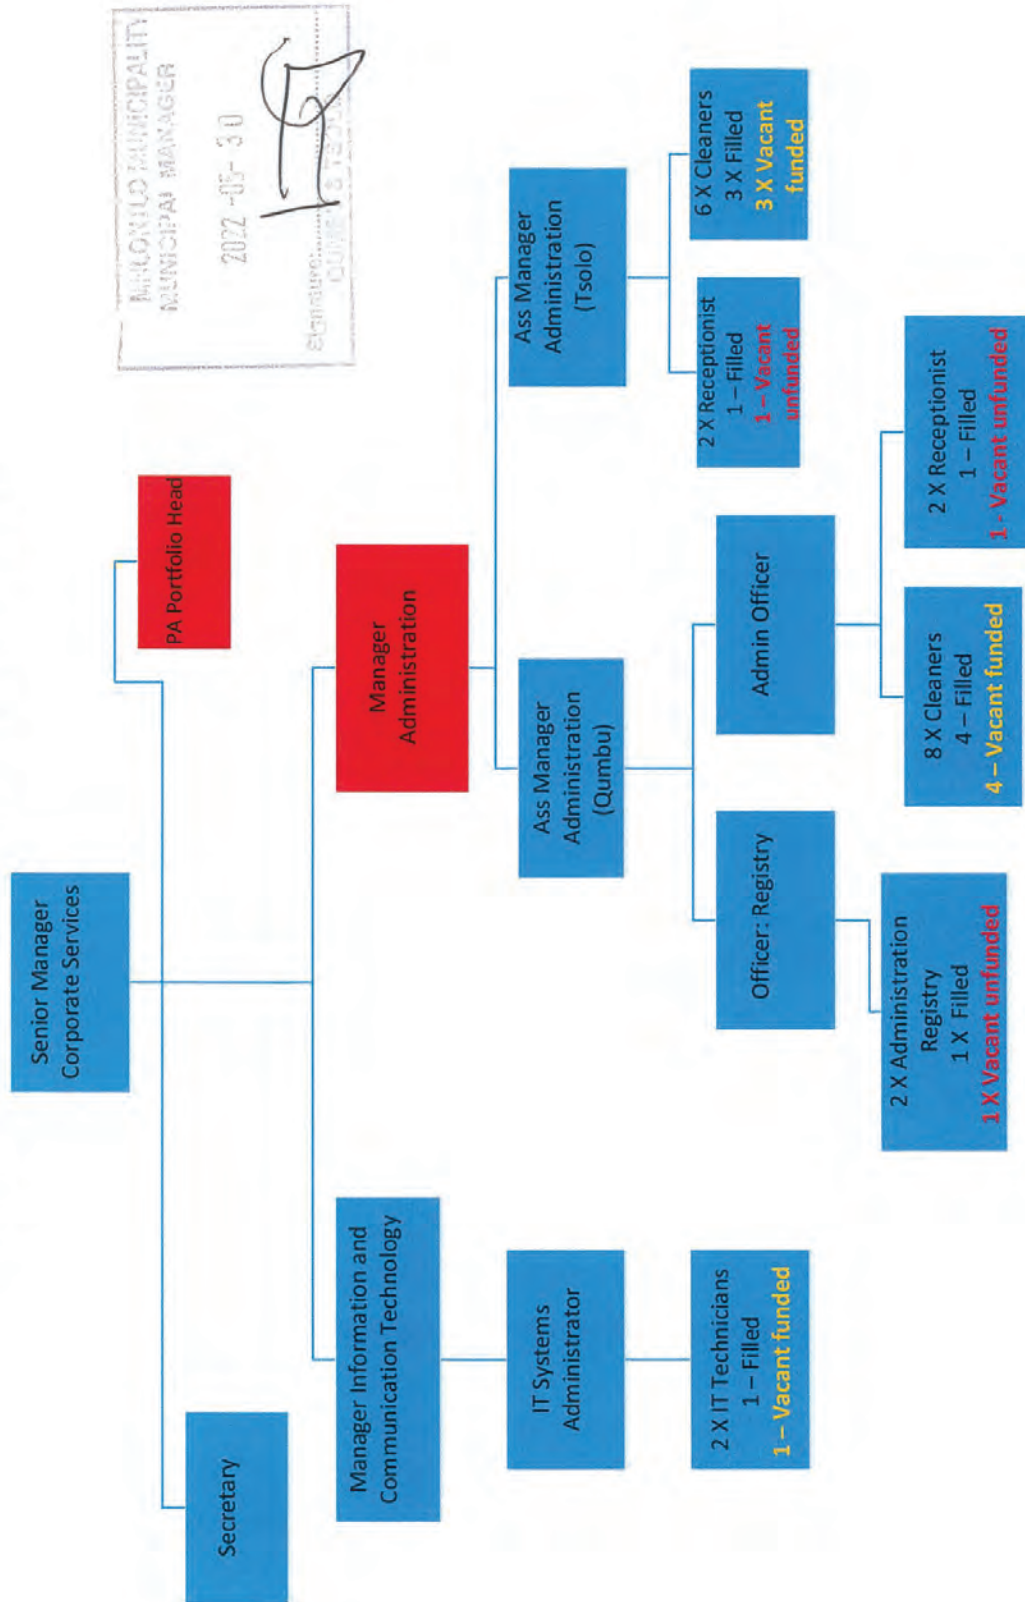 Senior Manager
Corporate Services
Secretary
PA Portfolio Head
MUNICIPALITY
MUNICIPAL MANAGER
2022 -05- 30
Signature:
Manager Information and
Communication Technology
Manager
Administration
IT Systems
Administrator
Ass Manager
Administration
(Qumbu)
Ass Manager
Administration
(Tsolo)
2 X IT Technicians
1 – Filled
1 – Vacant funded
Officer: Registry
Admin Officer
2 X Receptionist
1 – Filled
1 – Vacant
unfunded
6 X Cleaners
3 X Filled
3 X Vacant
funded
2 X Administration
Registry
1 X Filled
1 X Vacant unfunded
8 X Cleaners
4 – Filled
4 – Vacant funded
2 X Receptionist
1 – Filled
1 - Vacant unfunded